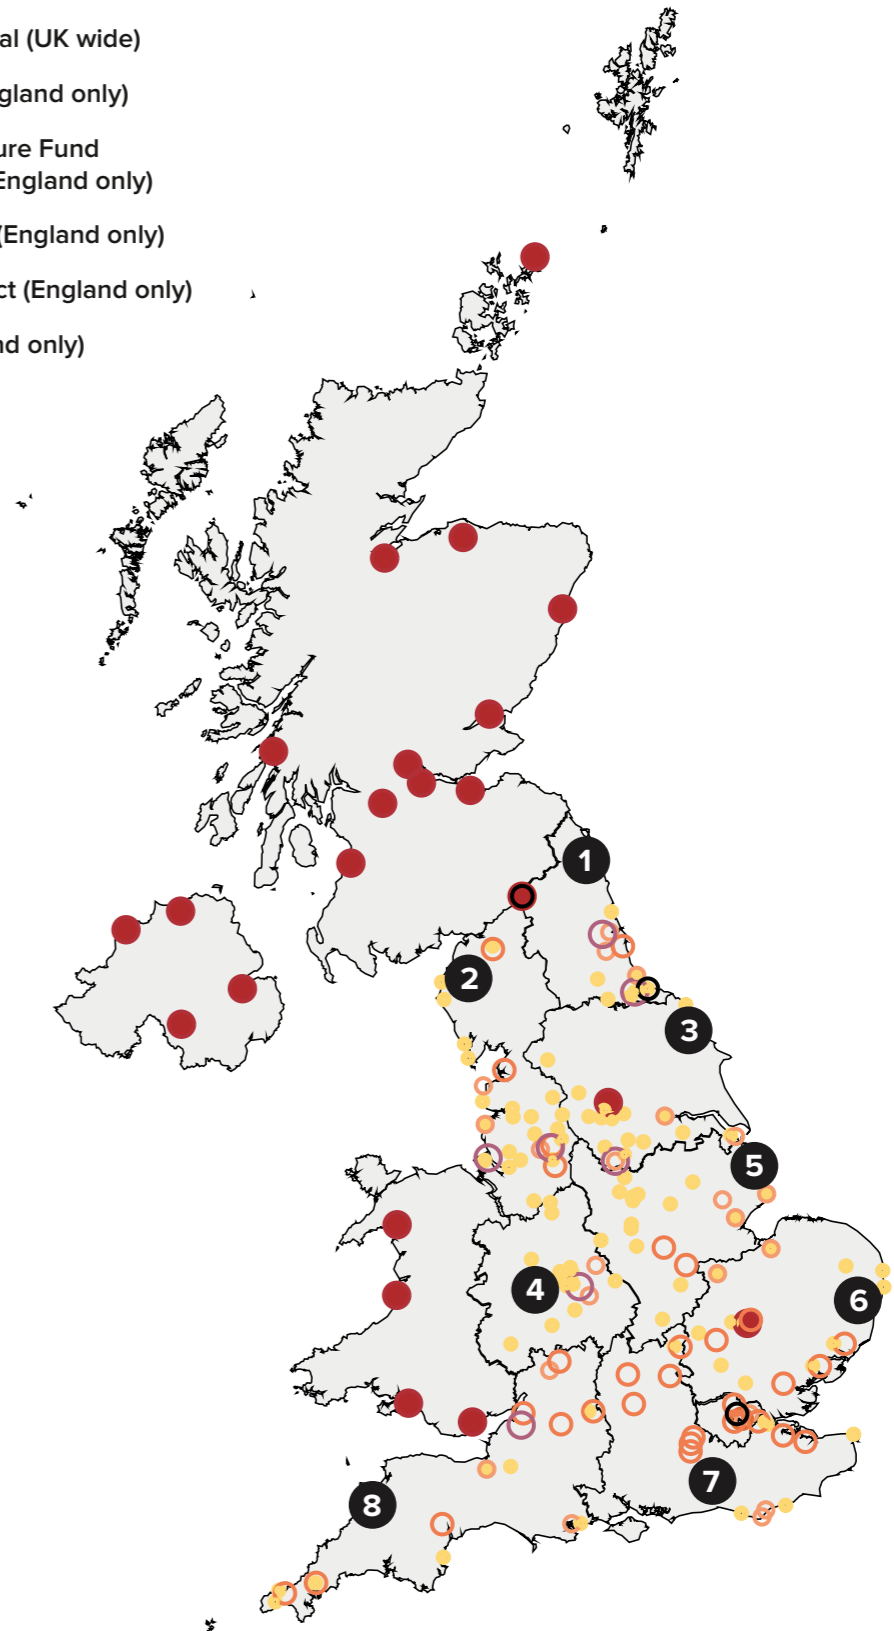 al (UK wide)
gland only)
ure Fund
England only)
(England only)
ct (England only)
nd only)
1
2
3
5
4
6
7
8